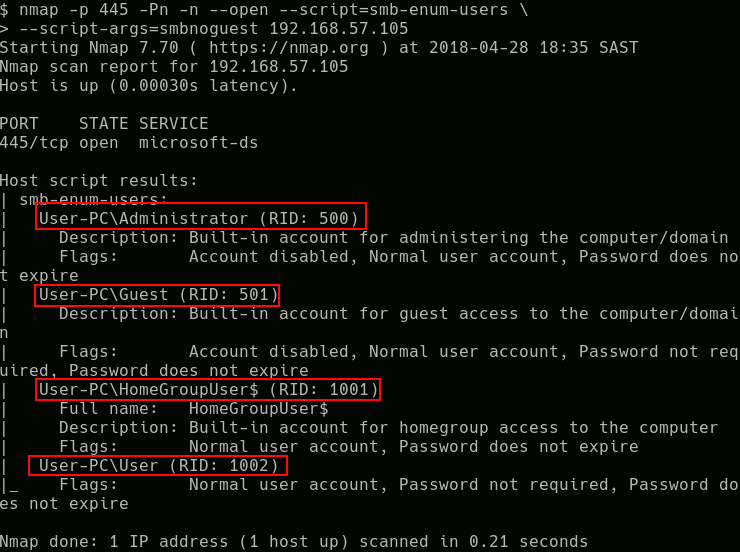 $ nmap -p 445 -Pn -n --open --script=smb-enum-users \
> --script-args=smbnoguest 192.168.57.105
Starting Nmap 7.70 ( https://nmap.org ) at 2018-04-28 18:35 SAST
Nmap scan report for 192.168.57.105
Host is up (0.00030s latency).

PORT    STATE SERVICE
445/tcp open  microsoft-ds

Host script results:
| smb-enum-users:
|   User-PC\Administrator (RID: 500)
|     Description: Built-in account for administering the computer/domain
|     Flags:       Account disabled, Normal user account, Password does no
t expire
|   User-PC\Guest (RID: 501)
|     Description: Built-in account for guest access to the computer/domai
n
|     Flags:       Account disabled, Normal user account, Password not req
uired, Password does not expire
|   User-PC\HomeGroupUser$ (RID: 1001)
|     Full name:   HomeGroupUser$
|     Description: Built-in account for homegroup access to the computer
|     Flags:       Normal user account, Password does not expire
|   User-PC\User (RID: 1002)
|_    Flags:       Normal user account, Password not required, Password do
es not expire

Nmap done: 1 IP address (1 host up) scanned in 0.21 seconds